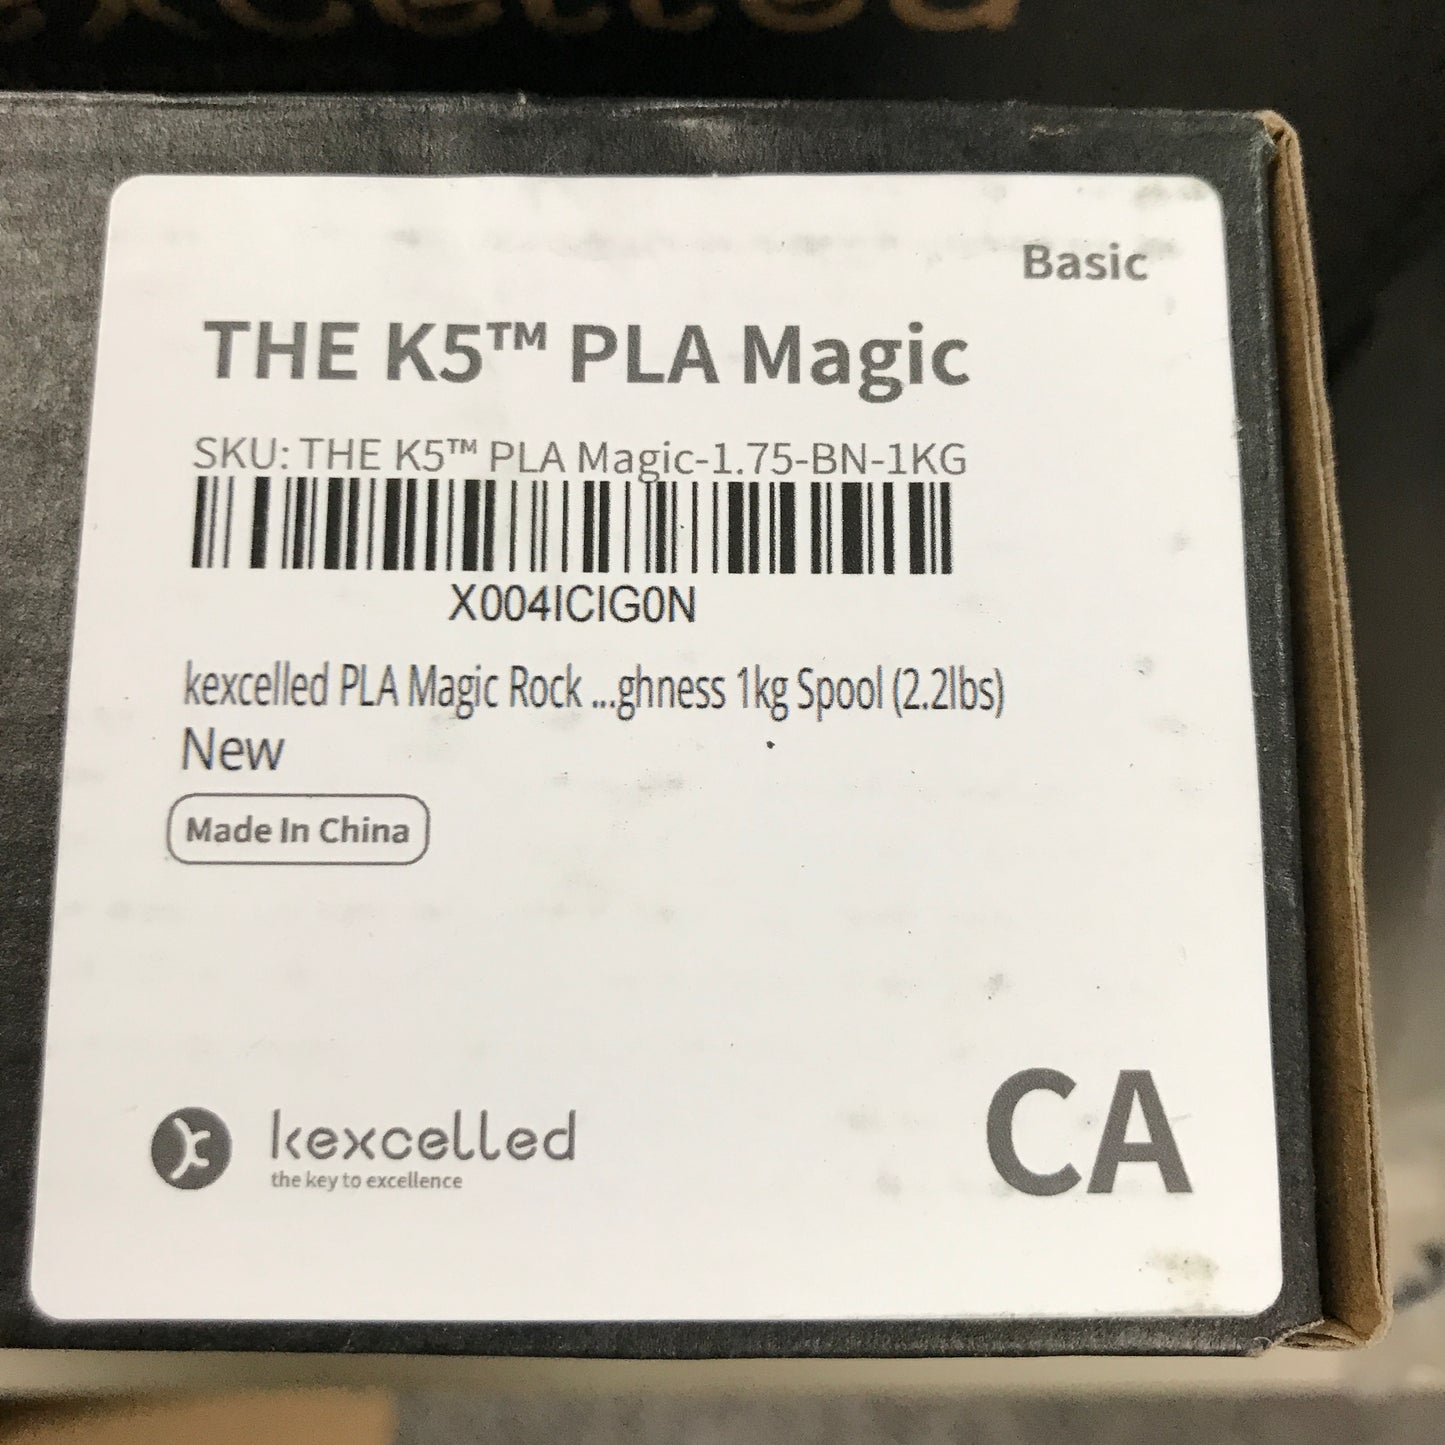 excelled
Basic
THE K5™ PLA Magic
SKU: THE K5™ PLA Magic-1.75-BN-1KG
X004ICIG0N
kexcelled PLA Magic Rock ...ghness 1kg Spool (2.2lbs)
New
Made In China
kexcelled
the key to excellence
CA